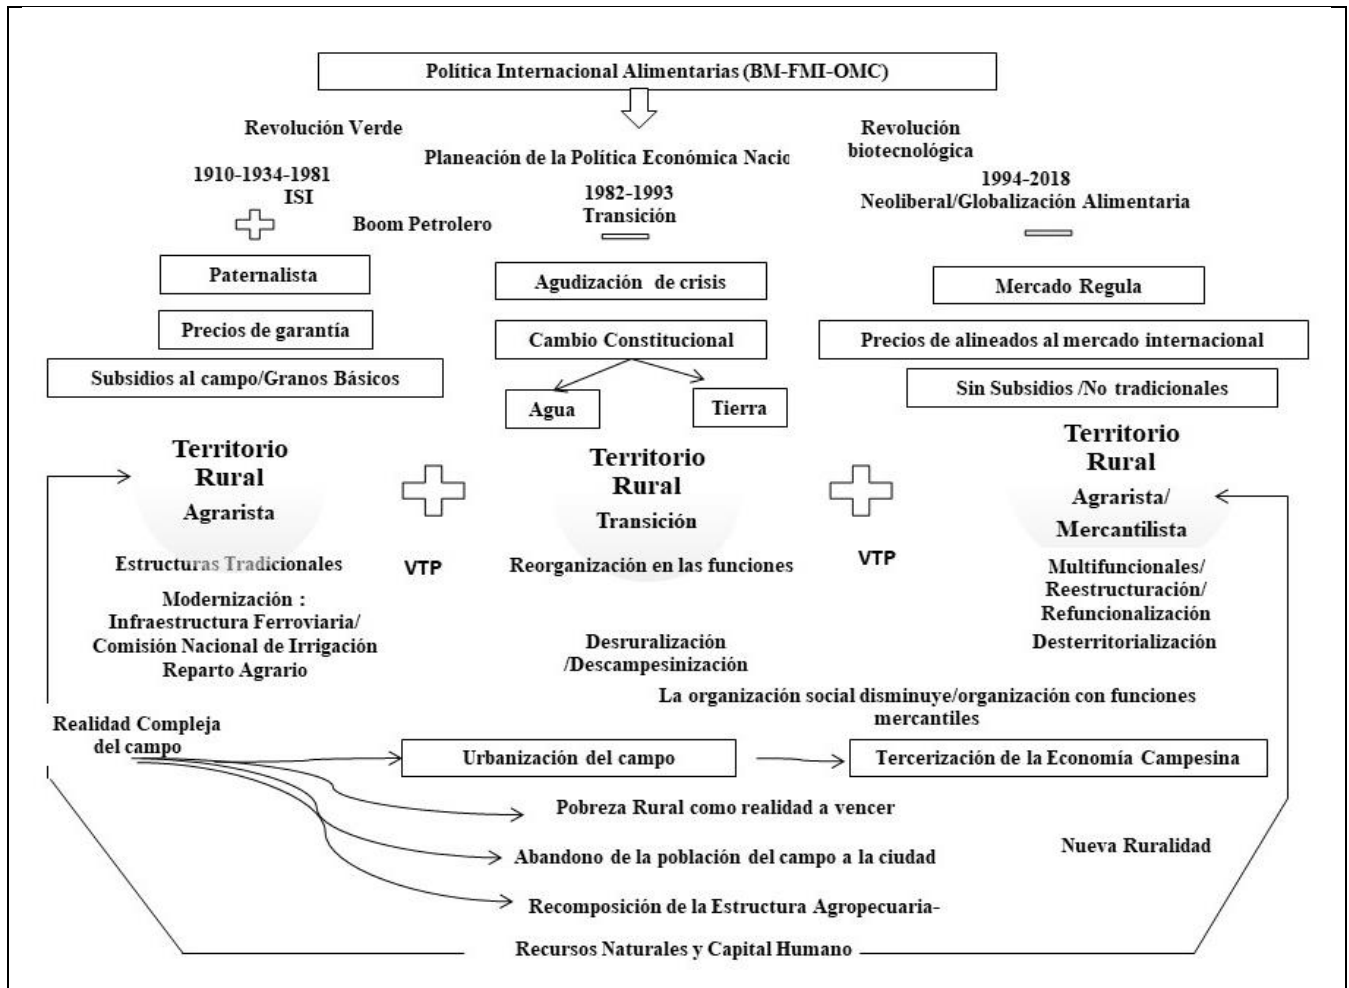 Política Internacional Alimentarias (BM-FMI-OMC)
Revolución Verde
Planeación de la Política Económica Nacio
Revolución
biotecnológica
1910-1934-1981
ISI
Boom Petrolero
1982-1993
Transición
1994-2018
Neoliberal/Globalización Alimentaria
Paternalista
Precios de garantía
Subsidios al campo/Granos Básicos
Agudización de crisis
Cambio Constitucional
Agua
Tierra
Mercado Regula
Precios de alineados al mercado internacional
Sin Subsidios /No tradicionales
Territorio
Rural
Agrarista
Estructuras Tradicionales
Modernización :
Infraestructura Ferroviaria/
Comisión Nacional de Irrigación
Reparto Agrario
VTP
Territorio
Rural
Transición
Reorganización en las funciones
Desruralización
/Descampesinización
VTP
Territorio
Rural
Agrarista/
Mercantilista
Multifuncionales/
Reestructuración/
Refuncionalización
Desterritorialización
La organización social disminuye/organización con funciones
mercantiles
Realidad Compleja
del campo
Urbanización del campo
Tercerización de la Economía Campesina
Pobreza Rural como realidad a vencer
Abandono de la población del campo a la ciudad
Nueva Ruralidad
Recomposición de la Estructura Agropecuaria-
Recursos Naturales y Capital Humano